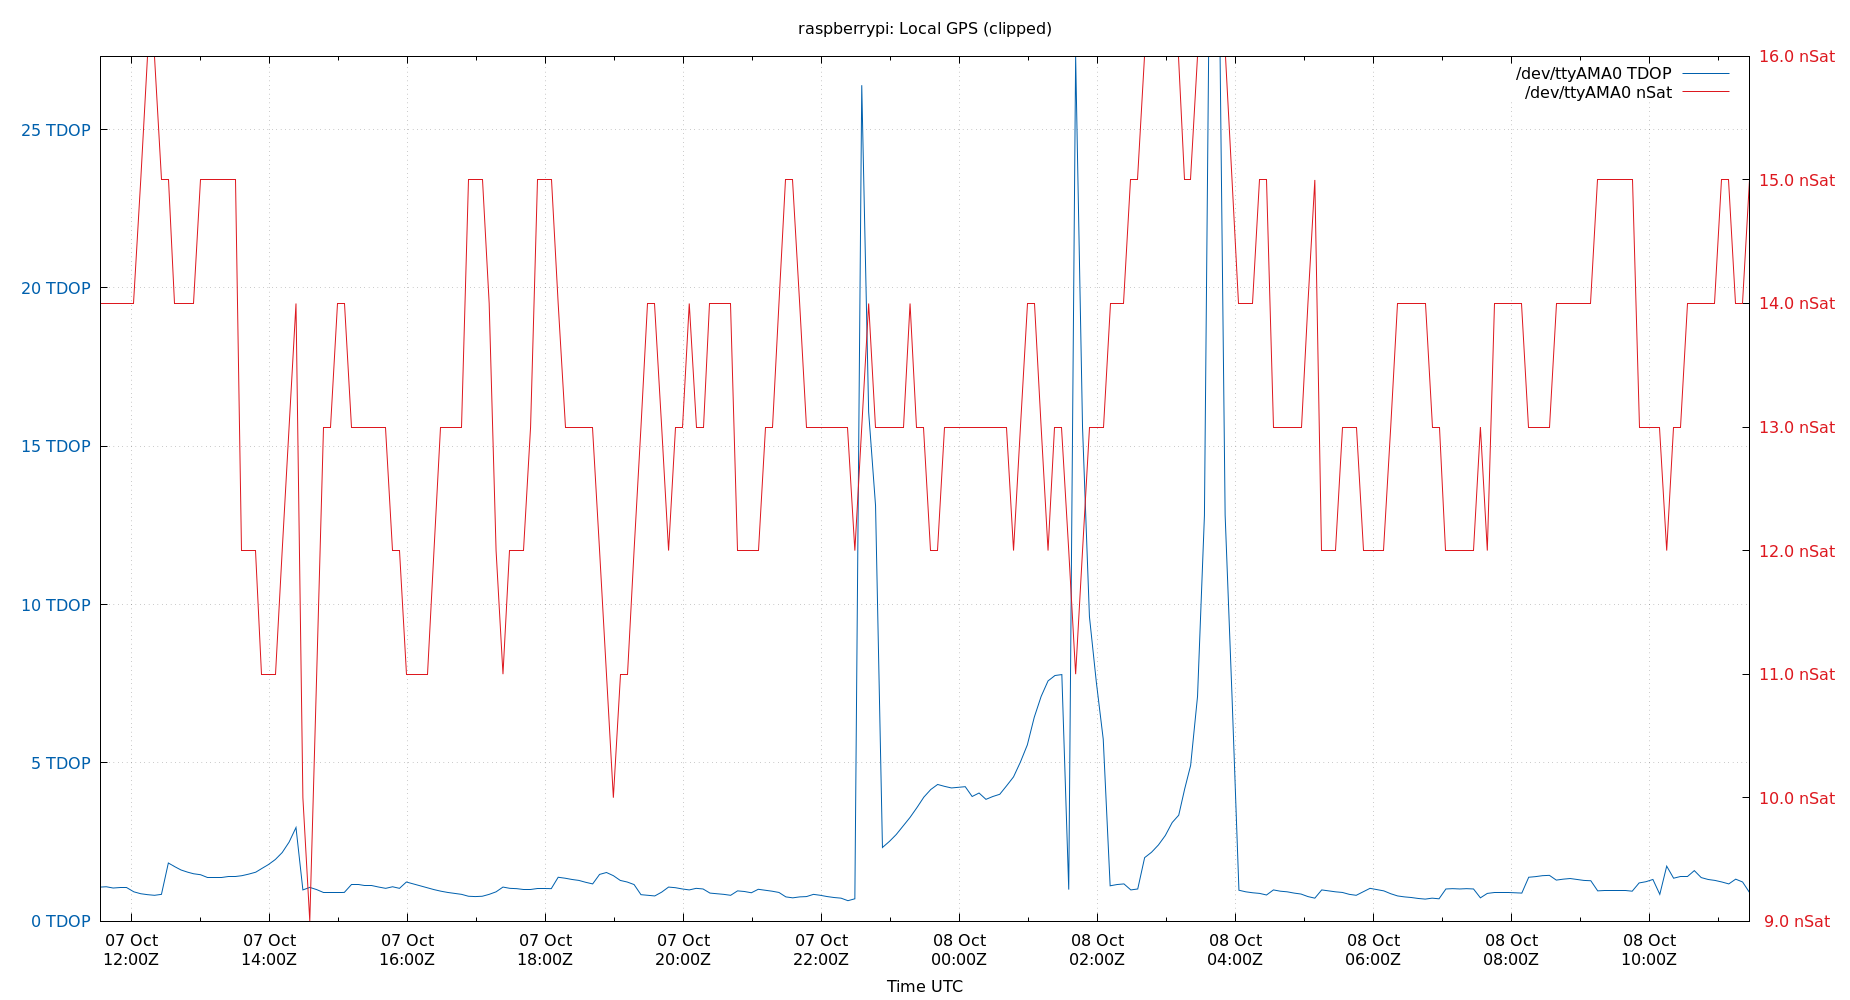 raspberrypi: Local GPS (clipped)
/dev/ttyAMA0 TDOP
/dev/ttyAMA0 nSat
25 TDOP
20 TDOP
15 TDOP
10 TDOP
5 TDOP
0 TDOP
16.0 nSat
15.0 nSat
14.0 nSat
13.0 nSat
12.0 nSat
11.0 nSat
10.0 nSat
9.0 nSat
07 Oct 07 Oct 07 Oct 07 Oct 07 Oct 07 Oct 08 Oct 08 Oct 08 Oct 08 Oct 08 Oct 08 Oct
12:00Z 14:00Z 16:00Z 18:00Z 20:00Z 22:00Z 00:00Z 02:00Z 04:00Z 06:00Z 08:00Z 10:00Z
Time UTC